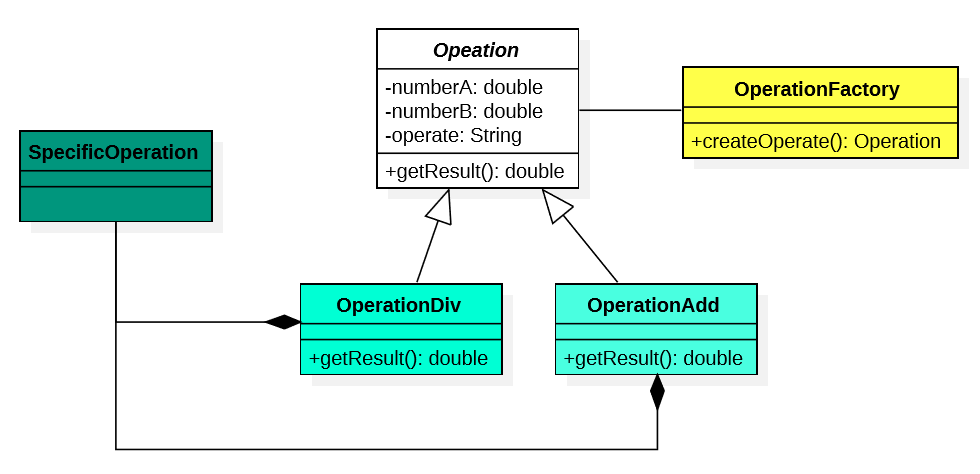 Opeation
-numberA: double
-numberB: double
-operate: String
+getResult(): double
OperationFactory
+createOperate(): Operation
SpecificOperation
OperationDiv
+getResult(): double
OperationAdd
+getResult(): double